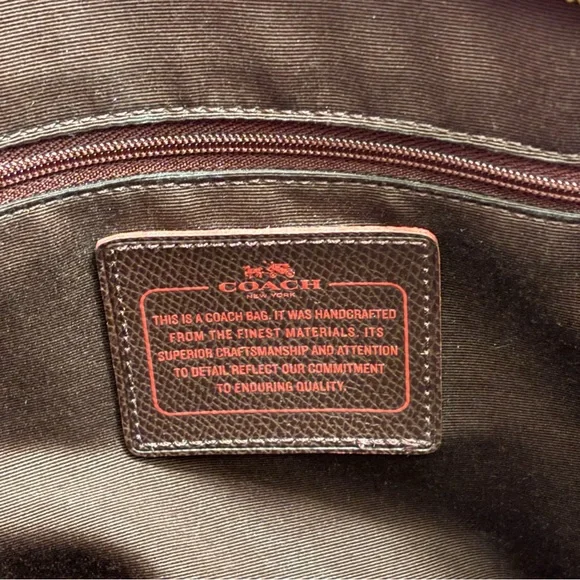 COACH
NEW YORK
THIS IS A COACH BAG. IT WAS HANDCRAFTED
FROM THE FINEST MATERIALS. ITS
SUPERIOR CRAFTSMANSHIP AND ATTENTION
TO DETAIL REFLECT OUR COMMITMENT
TO ENDURING QUALITY.